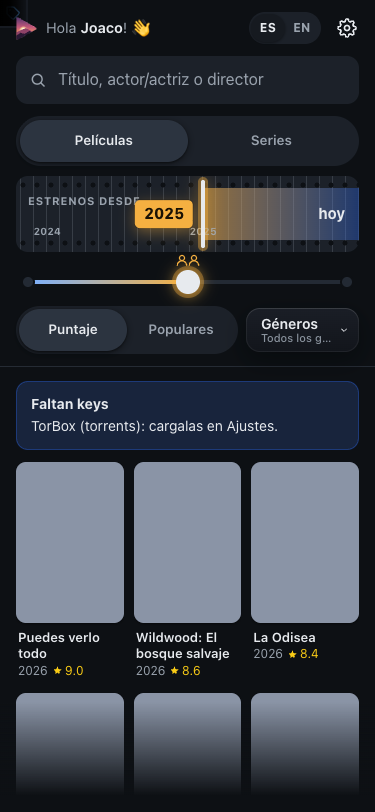 Hola Joaco! 👋
ES EN
Título, actor/actriz o director
Películas Series
ESTRENOS DESDE
2025
hoy
2024
2025
Puntaje Populares
Géneros
Todos los g...
Faltan keys
TorBox (torrents): cargalas en Ajustes.
Puedes verlo
todo
2026 ★ 9.0
Wildwood: El
bosque salvaje
2026 ★ 8.6
La Odisea
2026 ★ 8.4